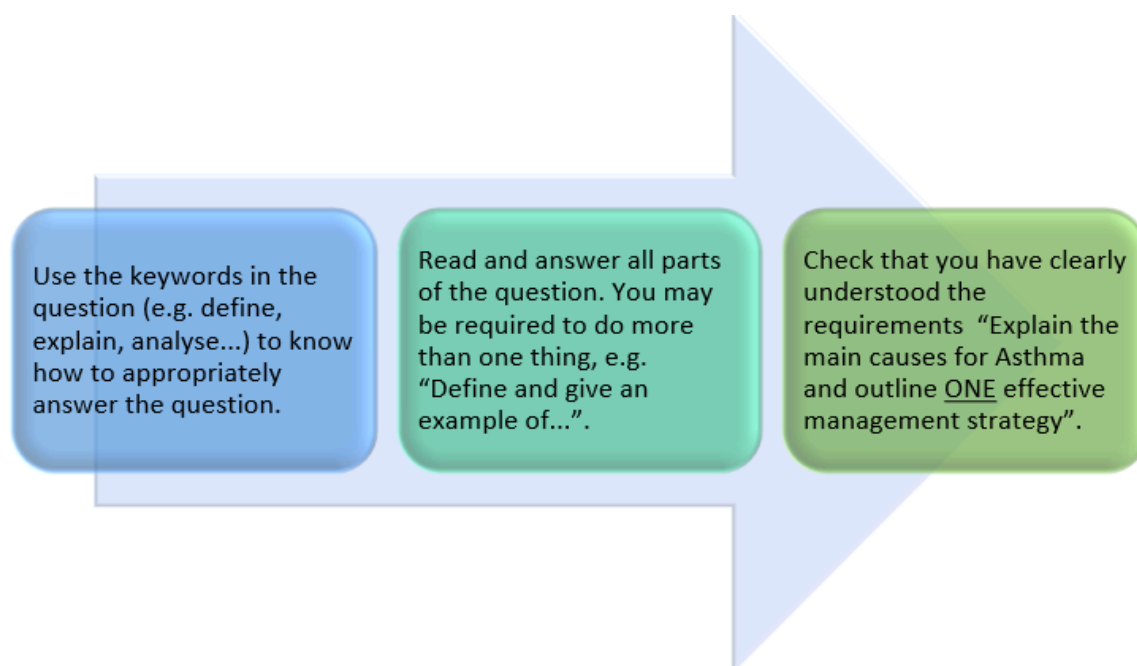 Use the keywords in the
question (e.g. define,
explain, analyse...) to know
how to appropriately
answer the question.
Read and answer all parts
of the question. You may
be required to do more
than one thing, e.g.
“Define and give an
example of...”.
Check that you have clearly
understood the
requirements “Explain the
main causes for Asthma
and outline ONE effective
management strategy”.